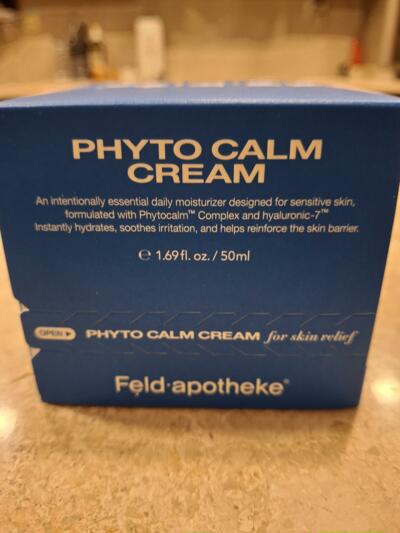 PHYTO CALM
CREAM
An intentionally essential daily moisturizer designed for sensitive skin,
formulated with Phytocalm™ Complex and hyaluronic-7™
Instantly hydrates, soothes irritation, and helps reinforce the skin barrier.
℮ 1.69 fl. oz. / 50ml
OPEN ▶ PHYTO CALM CREAM for skin relief
Fęld·apotheke®